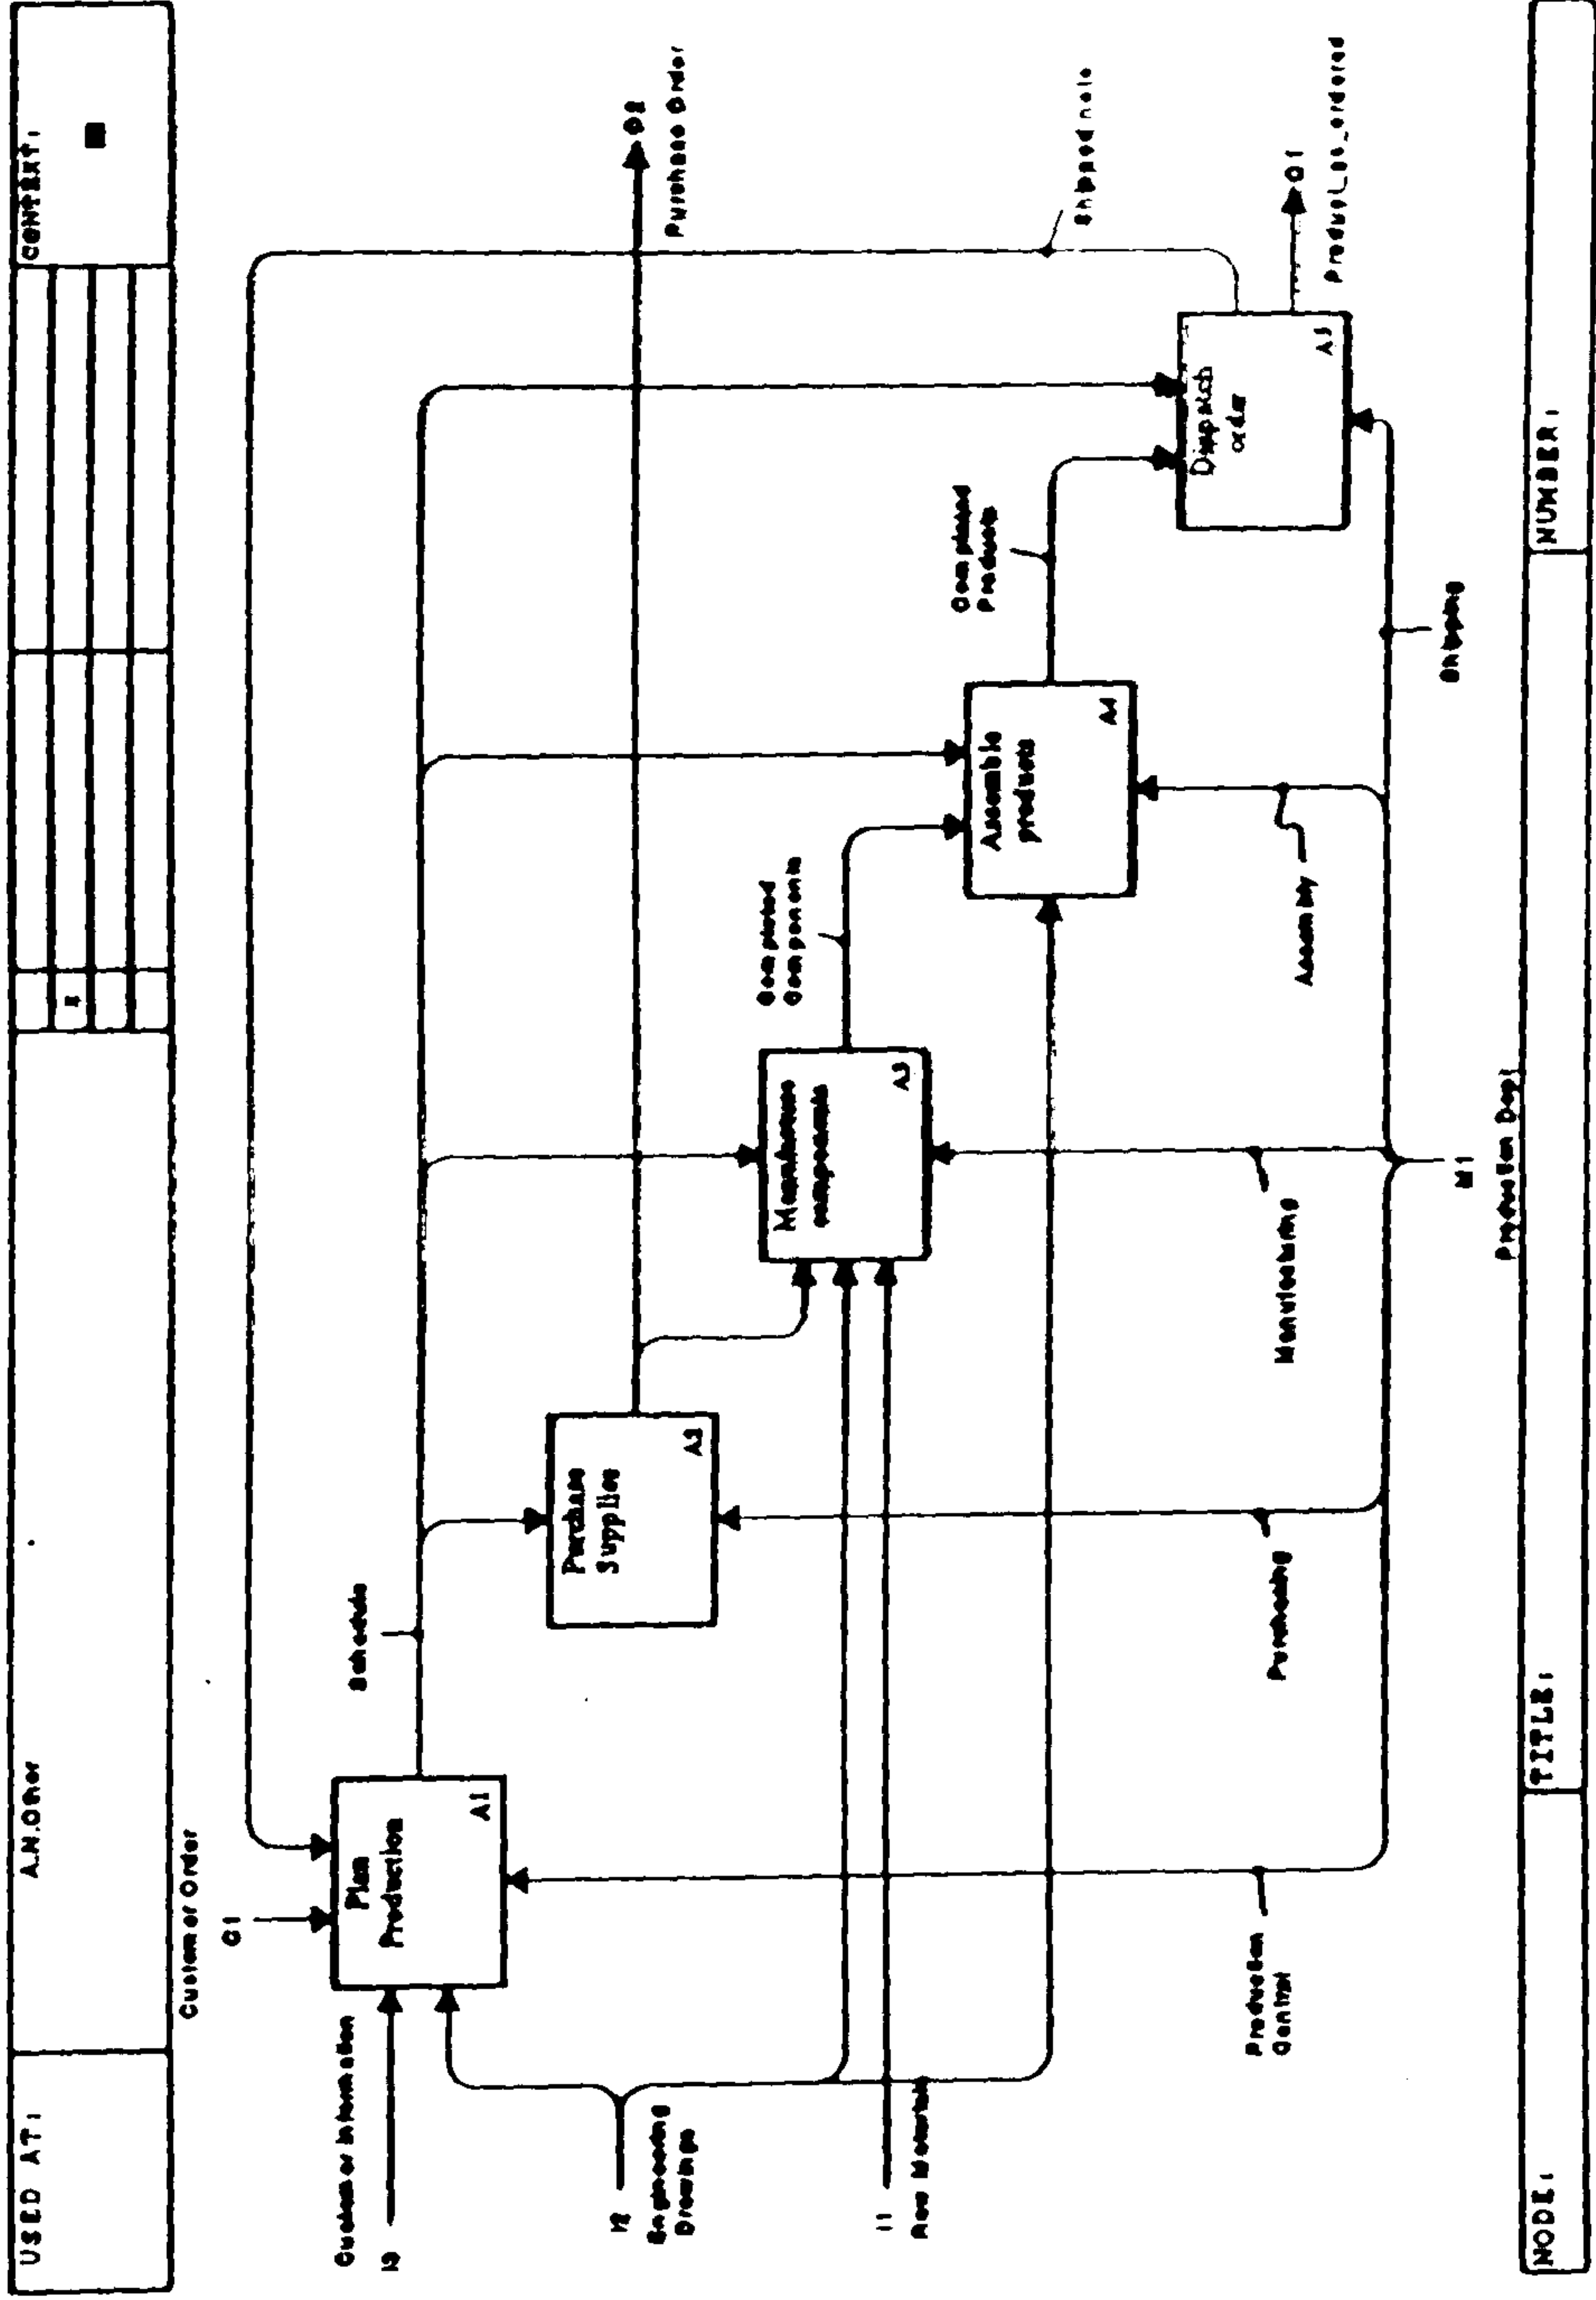 USED AT:
A.N.Other
X
CONTEXT:
Customer Order
C1
Customer Information
I3
Plan
Production
A1
Schedule
I2
Engineering
Drawings
Purchase
Supplies
A2
O2
Purchase Order
I1
Raw Materials
Manufacture
components
A3
Completed
Components
Assemble
products
A4
Completed
Products
Dispatch
order
A5
Shipped note
O1
Product_as_ordered
Production
Control
Purchasing
Manufacturing
Assembly
Shipping
M1
Production Dept
NODE:
TITLE:
NUMBER: